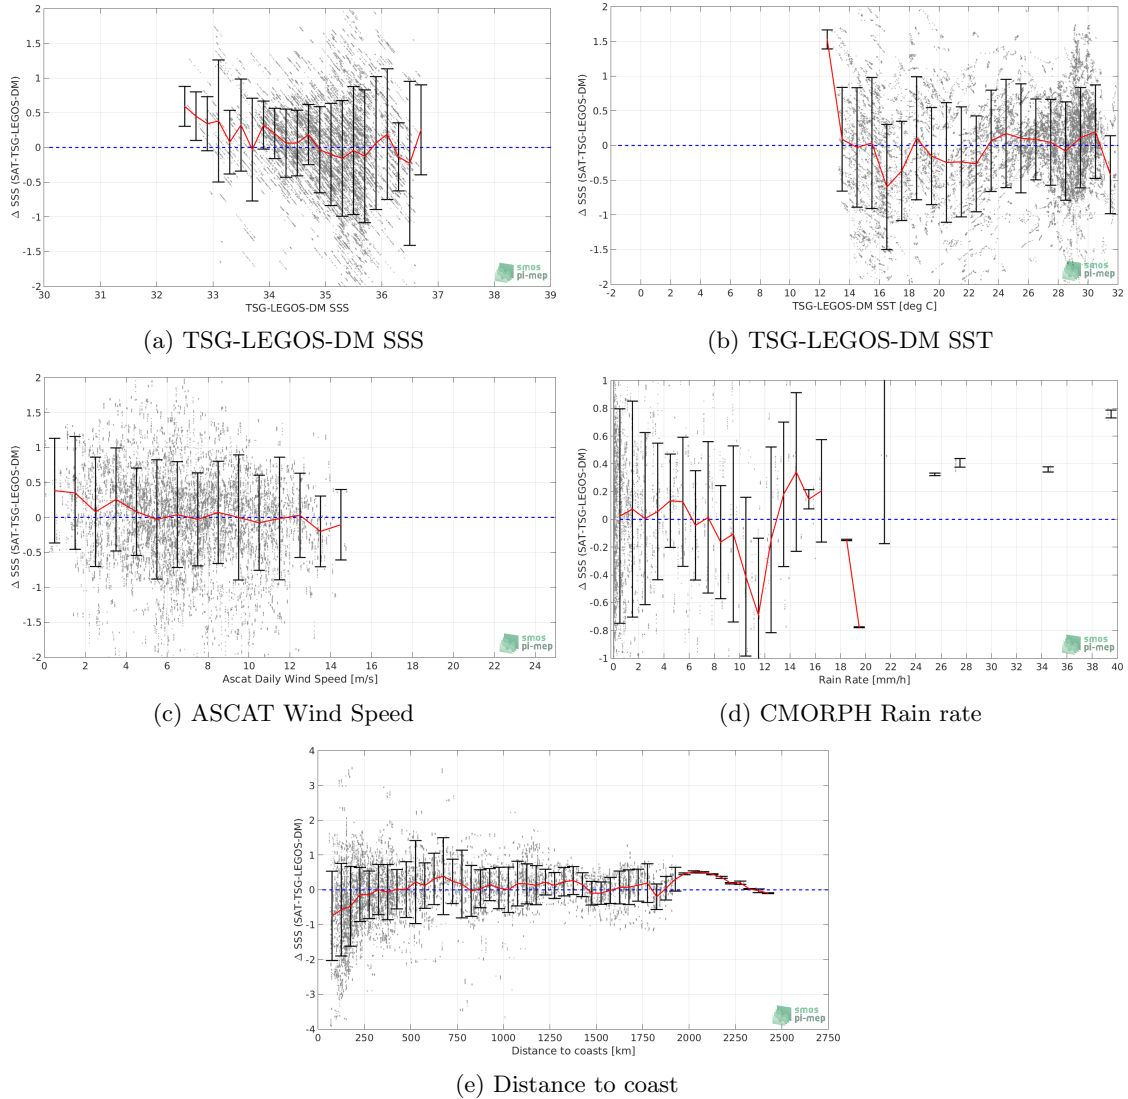 2
1.5
1
0.5
0
-0.5
-1
-1.5
-2
Δ SSS (SAT-TSG-LEGOS-DM)
30 31 32 33 34 35 36 37 38 39
TSG-LEGOS-DM SSS
smos
pi-mep
(a) TSG-LEGOS-DM SSS
2
1.5
1
0.5
0
-0.5
-1
-1.5
-2
Δ SSS (SAT-TSG-LEGOS-DM)
-2 0 2 4 6 8 10 12 14 16 18 20 22 24 26 28 30 32
TSG-LEGOS-DM SST [deg C]
smos
pi-mep
(b) TSG-LEGOS-DM SST
2
1.5
1
0.5
0
-0.5
-1
-1.5
-2
Δ SSS (SAT-TSG-LEGOS-DM)
0 2 4 6 8 10 12 14 16 18 20 22 24
Ascat Daily Wind Speed [m/s]
smos
pi-mep
(c) ASCAT Wind Speed
1
0.8
0.6
0.4
0.2
0
-0.2
-0.4
-0.6
-0.8
-1
Δ SSS (SAT-TSG-LEGOS-DM)
0 2 4 6 8 10 12 14 16 18 20 22 24 26 28 30 32 34 36 38 40
Rain Rate [mm/h]
smos
pi-mep
(d) CMORPH Rain rate
4
3
2
1
0
-1
-2
-3
-4
Δ SSS (SAT-TSG-LEGOS-DM)
0 250 500 750 1000 1250 1500 1750 2000 2250 2500 2750
Distance to coasts [km]
smos
pi-mep
(e) Distance to coast